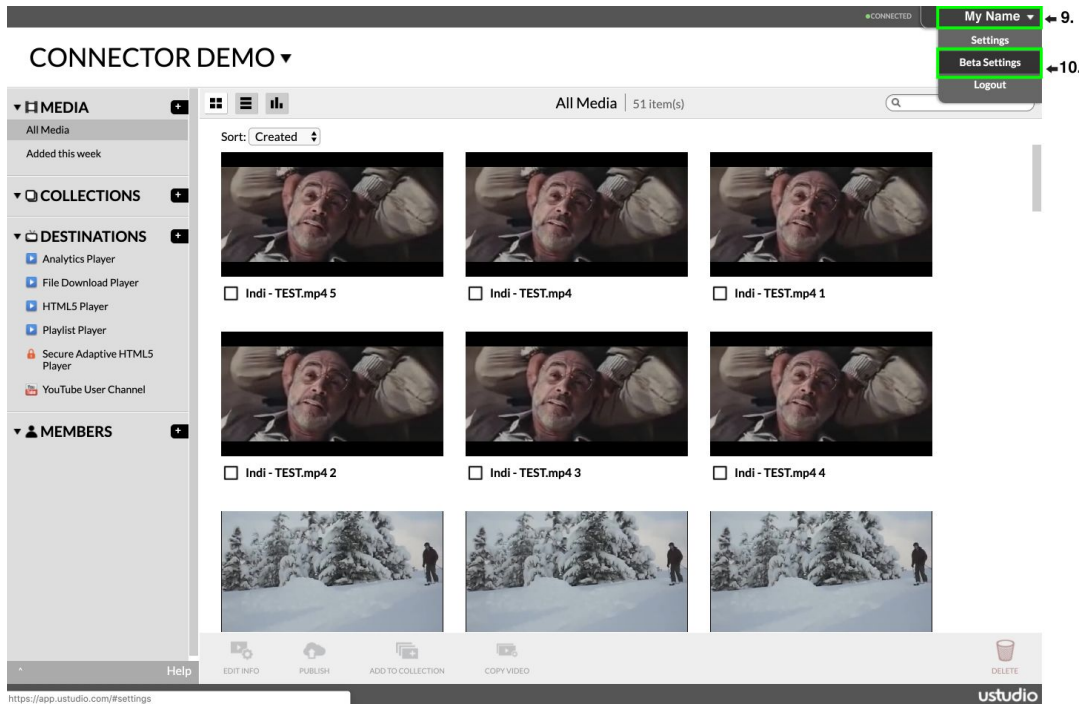 CONNECTED
My Name
9.
Settings
Beta Settings
10.
Logout
CONNECTOR DEMO
MEDIA
All Media
Added this week
COLLECTIONS
DESTINATIONS
Analytics Player
File Download Player
HTML5 Player
Playlist Player
Secure Adaptive HTML5
Player
YouTube User Channel
MEMBERS
Help
All Media
51 item(s)
Sort: Created
Indi - TEST.mp4 5
Indi - TEST.mp4
Indi - TEST.mp4 1
Indi - TEST.mp4 2
Indi - TEST.mp4 3
Indi - TEST.mp4 4
EDIT INFO
PUBLISH
ADD TO COLLECTION
COPY VIDEO
DELETE
https://app.ustudio.com/#settings
ustudio